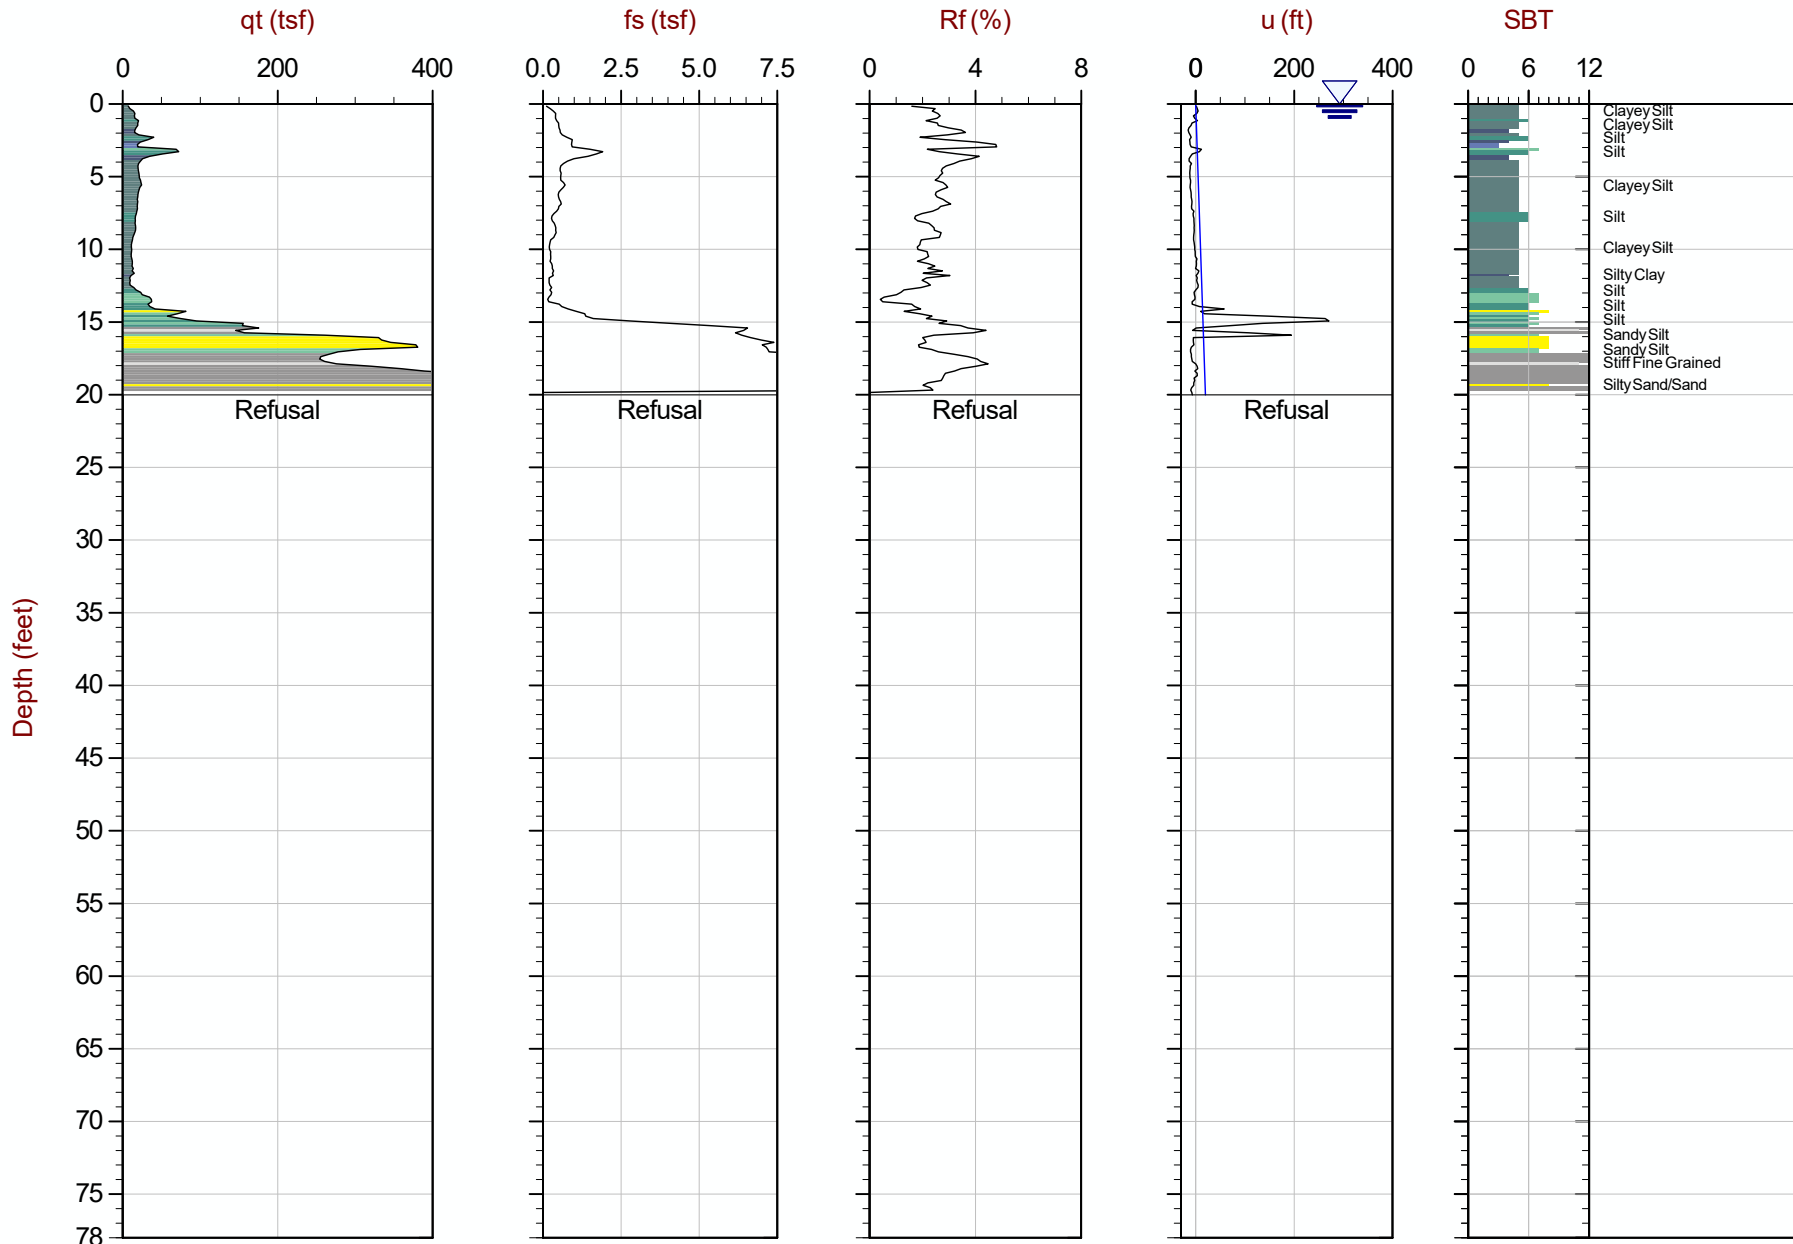 qt (tsf) fs (tsf) Rf (%) u (ft) SBT
0 200 400 0.0 2.5 5.0 7.5 0 4 8 0 200 400 0 6 12
0
Clayey Silt
Clayey Silt
Silt
Silt
5
Clayey Silt
Silt
10
Clayey Silt
Silty Clay
Silt
Silt
15
Silt
Sandy Silt
Sandy Silt
Stiff Fine Grained
Silty Sand/Sand
20
Refusal Refusal Refusal Refusal
25
30
35
40
45
50
55
60
65
70
75
78
Depth (feet)